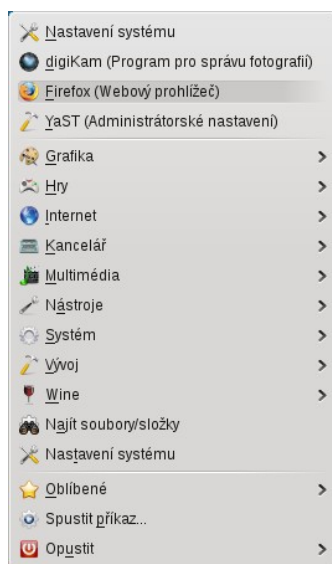 Nastavení systému
digiKam (Program pro správu fotografií)
Firefox (Webový prohlížeč)
YaST (Administrátorské nastavení)
Grafika
Hry
Internet
Kancelář
Multimédia
Nástroje
Systém
Vývoj
Wine
Najít soubory/složky
Nastavení systému
Oblíbené
Spustit příkaz...
Opustit